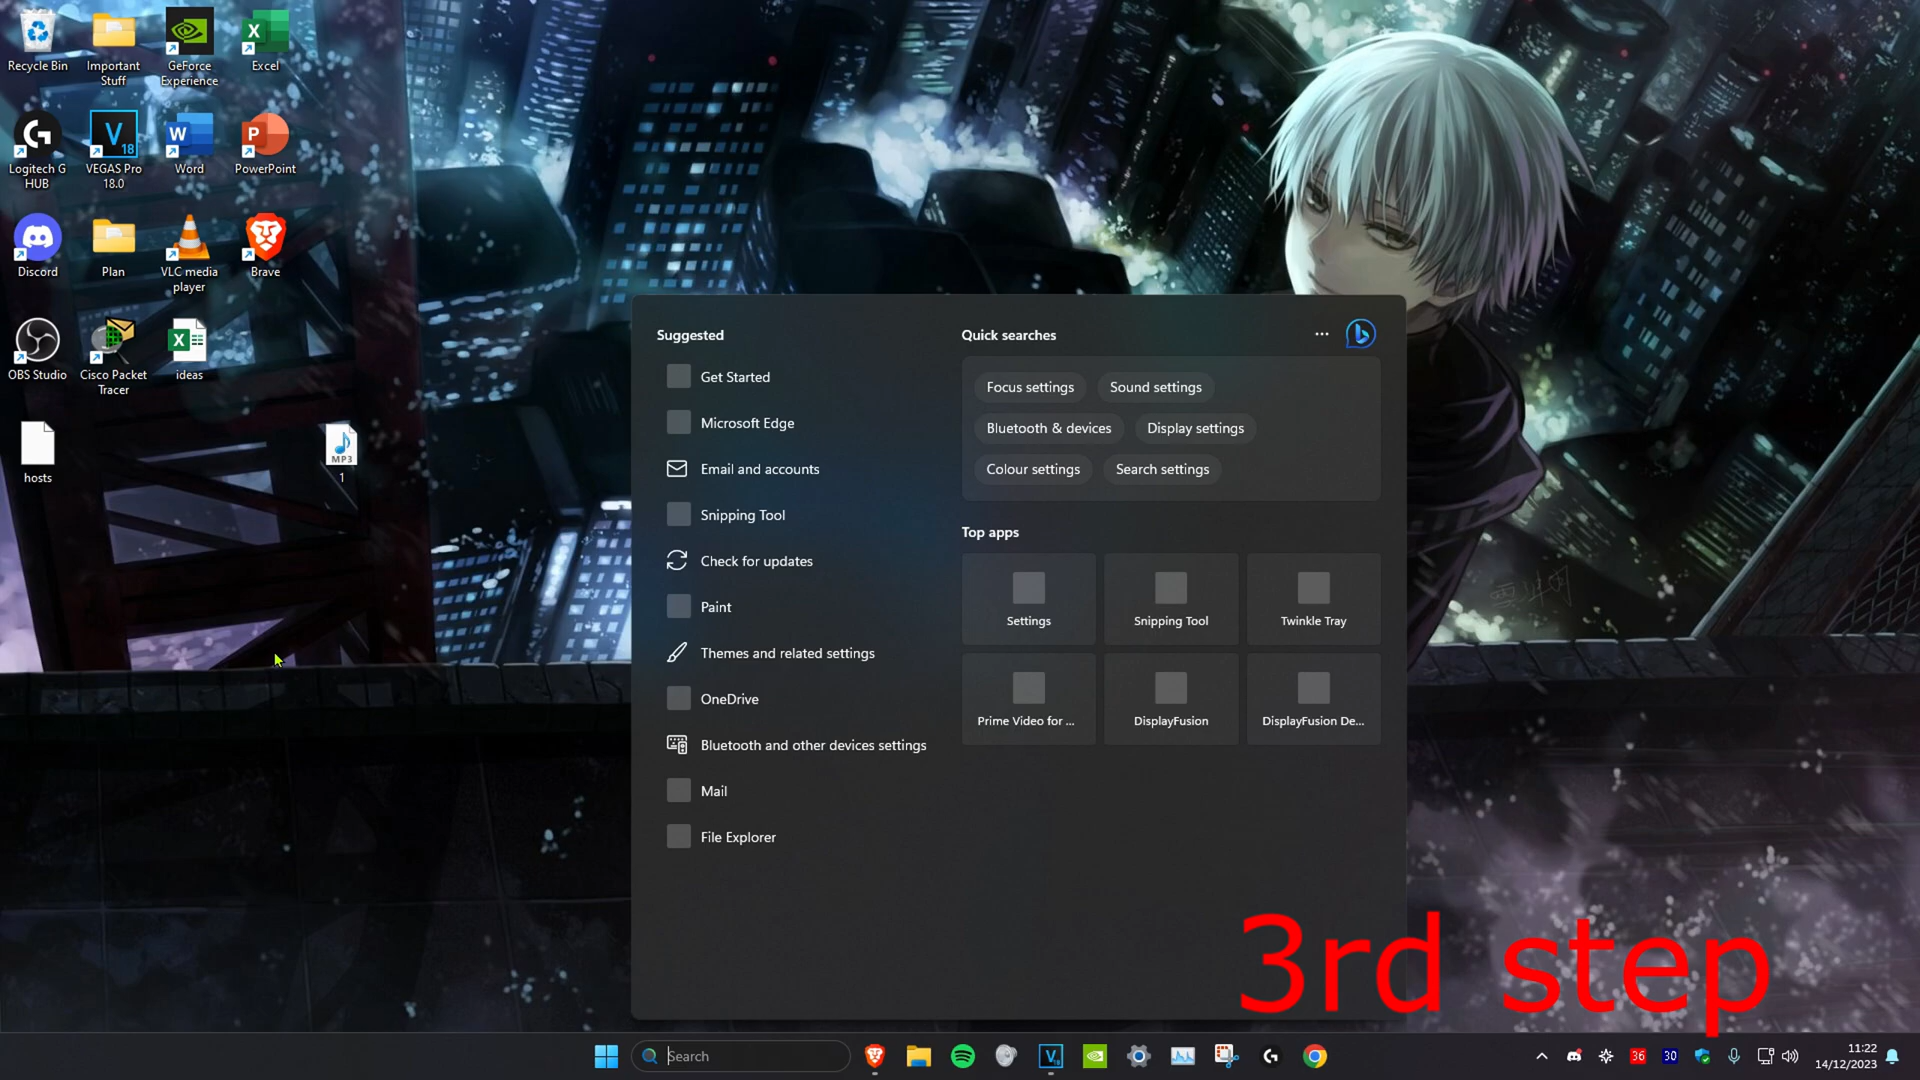 Recycle Bin
Important
Stuff
GeForce
Experience
Excel
Logitech G
HUB
VEGAS Pro
18.0
Word
PowerPoint
Discord
Plan
VLC media
player
Brave
OBS Studio
Cisco Packet
Tracer
ideas
hosts
MP3
1
Suggested
Get Started
Microsoft Edge
Email and accounts
Snipping Tool
Check for updates
Paint
Themes and related settings
OneDrive
Bluetooth and other devices settings
Mail
File Explorer
Quick searches
Focus settings
Sound settings
Bluetooth & devices
Display settings
Colour settings
Search settings
Top apps
Settings
Snipping Tool
Twinkle Tray
Prime Video for ...
DisplayFusion
DisplayFusion De...
3rd step
Search
36
30
11:22
14/12/2023